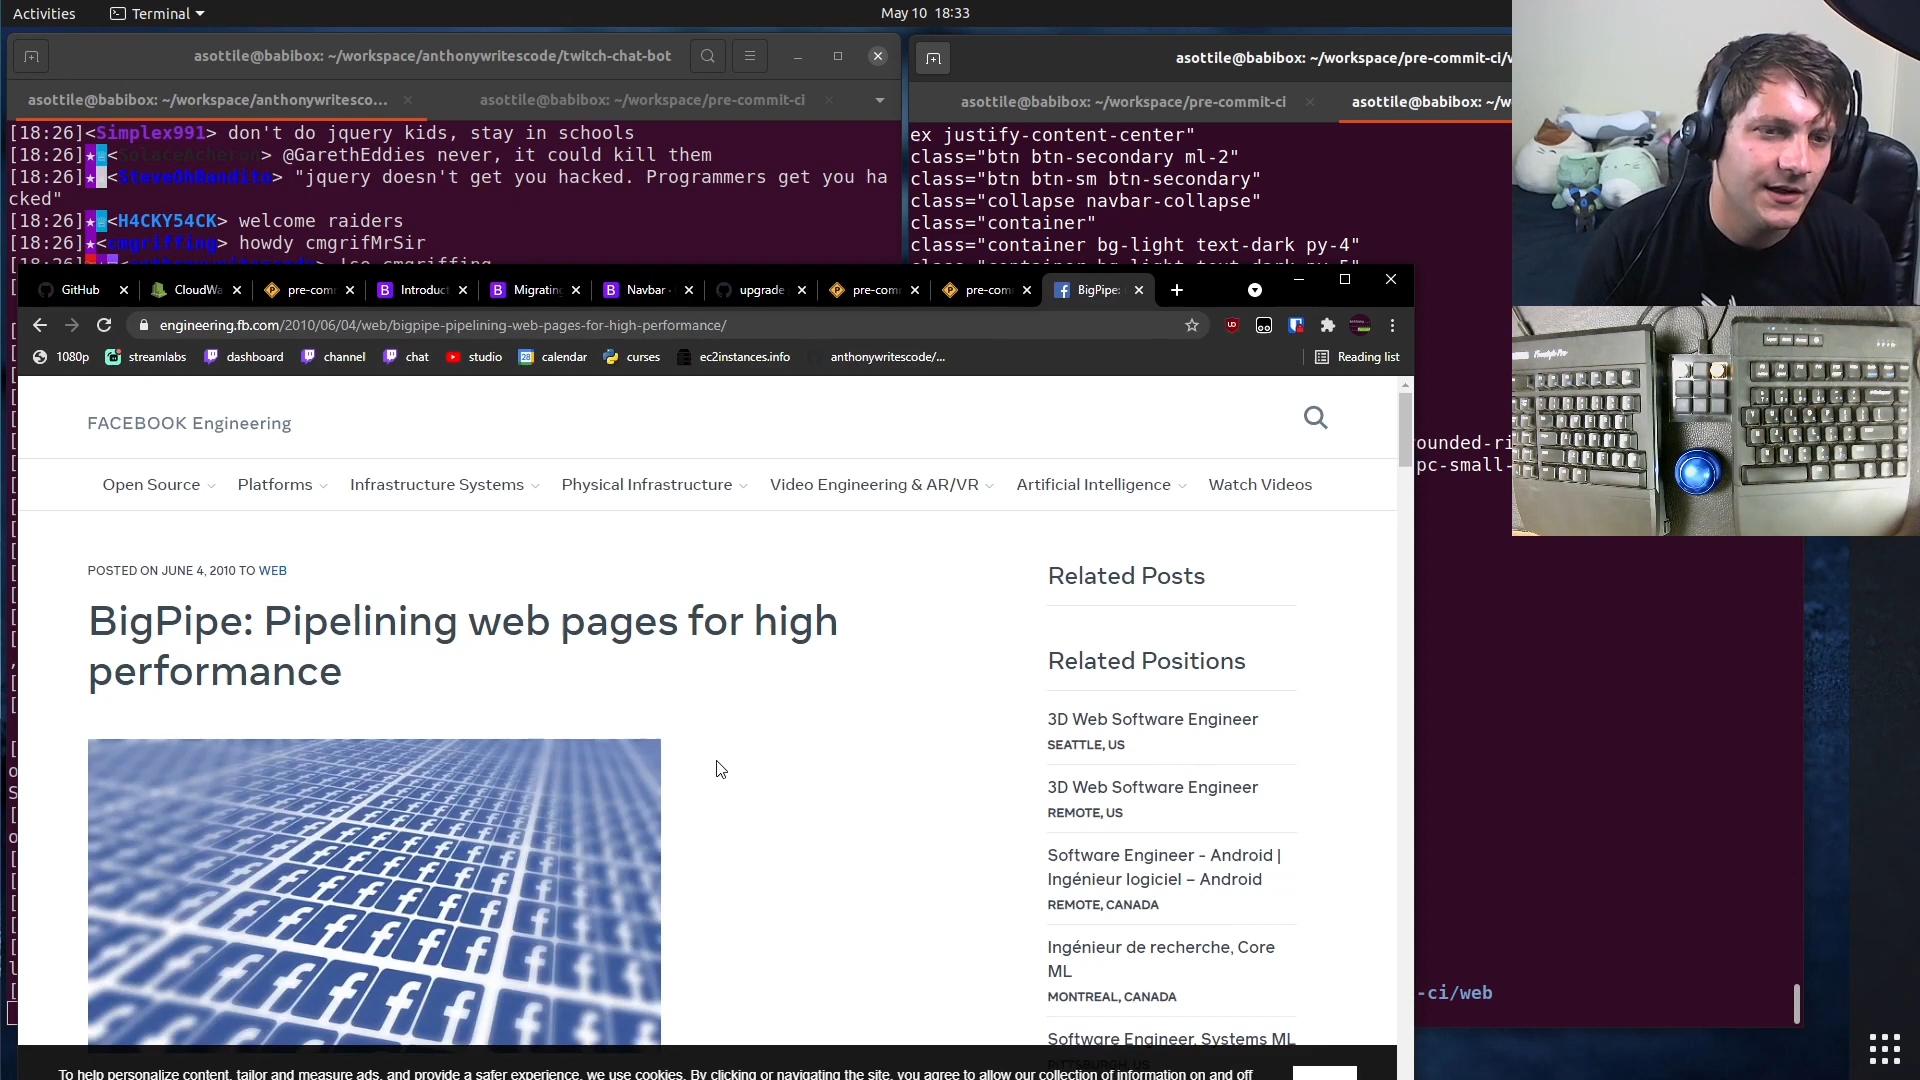 Activities
Terminal
May 10 18:33
asottile@babibox: ~/workspace/anthonywritescode/twitch-chat-bot
asottile@babibox: ~/workspace/anthonywritesco...
asottile@babibox: ~/workspace/pre-commit-ci
[18:26]<Simplex991> don't do jquery kids, stay in schools
[18:26]<SolaceAcheron> @GarethEddies never, it could kill them
[18:26]<SteveOhBandito> "jquery doesn't get you hacked. Programmers get you ha
cked"
[18:26]<H4CKY54CK> welcome raiders
[18:26]<cmgriffing> howdy cmgrifMrSir
asottile@babibox: ~/workspace/pre-commit-ci/w
asottile@babibox: ~/workspace/pre-commit-ci
asottile@babibox: ~/w
ex justify-content-center"
class="btn btn-secondary ml-2"
class="btn btn-sm btn-secondary"
class="collapse navbar-collapse"
class="container"
class="container bg-light text-dark py-4"
ounded-ri
pc-small-
-ci/web
GitHub
CloudWa
pre-com
Introduc
Migrating
Navbar ·
upgrade
pre-com
pre-com
BigPipe:
engineering.fb.com/2010/06/04/web/bigpipe-pipelining-web-pages-for-high-performance/
1080p
streamlabs
dashboard
channel
chat
studio
calendar
curses
ec2instances.info
anthonywritescode/...
Reading list
FACEBOOK Engineering
Open Source
Platforms
Infrastructure Systems
Physical Infrastructure
Video Engineering & AR/VR
Artificial Intelligence
Watch Videos
POSTED ON JUNE 4, 2010 TO WEB
BigPipe: Pipelining web pages for high
performance
Related Posts
Related Positions
3D Web Software Engineer
SEATTLE, US
3D Web Software Engineer
REMOTE, US
Software Engineer - Android |
Ingénieur logiciel – Android
REMOTE, CANADA
Ingénieur de recherche, Core
ML
MONTREAL, CANADA
Software Engineer, Systems ML
To help personalize content, tailor and measure ads, and provide a safer experience, we use cookies. By clicking or navigating the site, you agree to allow our collection of information on and off